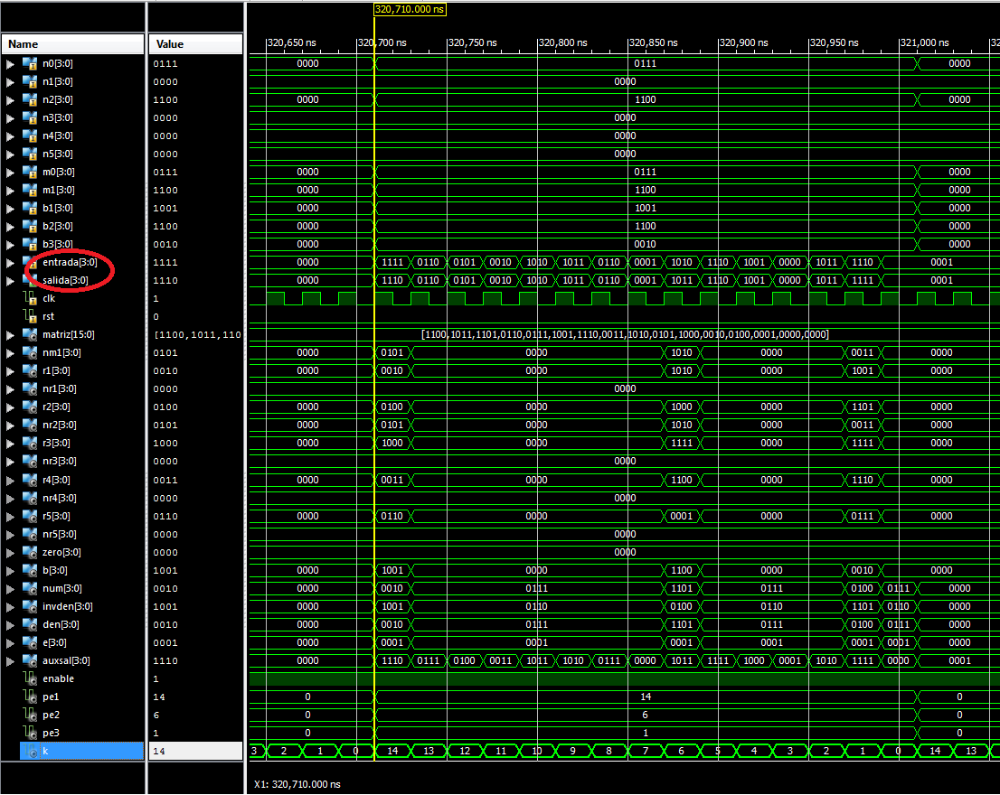 320,710.000 ns
Name Value 320,650 ns 320,700 ns 320,750 ns 320,800 ns 320,850 ns 320,900 ns 320,950 ns 321,000 ns
n0[3:0] 0111 0000 0111 0000
n1[3:0] 0000 0000
n2[3:0] 1100 0000 1100 0000
n3[3:0] 0000 0000
n4[3:0] 0000 0000
n5[3:0] 0000 0000
m0[3:0] 0111 0000 0111 0000
m1[3:0] 1100 0000 1100 0000
b1[3:0] 1001 0000 1001 0000
b2[3:0] 1100 0000 1100 0000
b3[3:0] 0010 0000 0010 0000
entrada[3:0] 1111 0000 1111 0110 0101 0010 1010 1011 0110 0001 1010 1110 1001 0000 1011 1110 0001
salida[3:0] 1110 0000 1110 0110 0101 0010 1010 1011 0110 0001 1011 1110 1001 0000 1011 1111 0001
clk 1
rst 0
matriz[15:0] [1100,1011,110 [1100,1011,1101,0110,0111,1001,1110,0011,1010,0101,1000,0010,0100,0001,0000,0000]
nm1[3:0] 0101 0000 0101 0000 1010 0000 0011 0000
r1[3:0] 0010 0000 0010 0000 1010 0000 1001 0000
nr1[3:0] 0000 0000
r2[3:0] 0100 0000 0100 0000 1000 0000 1101 0000
nr2[3:0] 0101 0000 0101 0000 1010 0000 0011 0000
r3[3:0] 1000 0000 1000 0000 1111 0000 1111 0000
nr3[3:0] 0000 0000
r4[3:0] 0011 0000 0011 0000 1100 0000 1110 0000
nr4[3:0] 0000 0000
r5[3:0] 0110 0000 0110 0000 0001 0000 0111 0000
nr5[3:0] 0000 0000
zero[3:0] 0000 0000
b[3:0] 1001 0000 1001 0000 1100 0000 0010 0000
num[3:0] 0010 0000 0010 0111 1101 0111 0100 0111 0000
invden[3:0] 1001 0000 1001 0110 0100 0110 1101 0110 0000
den[3:0] 0010 0000 0010 0111 1101 0111 0100 0111 0000
e[3:0] 0001 0000 0001 0001 0001 0001 0001 0001 0000
auxsal[3:0] 1110 0000 1110 0111 0100 0011 1011 1010 0111 0000 1011 1111 1000 0001 1010 1111 0000 0001
enable 1
pe1 14 0 14 0
pe2 6 0 6 0
pe3 1 0 1 0
k 14 3 2 1 0 14 13 12 11 10 9 8 7 6 5 4 3 2 1 0 14 13
X1: 320,710.000 ns